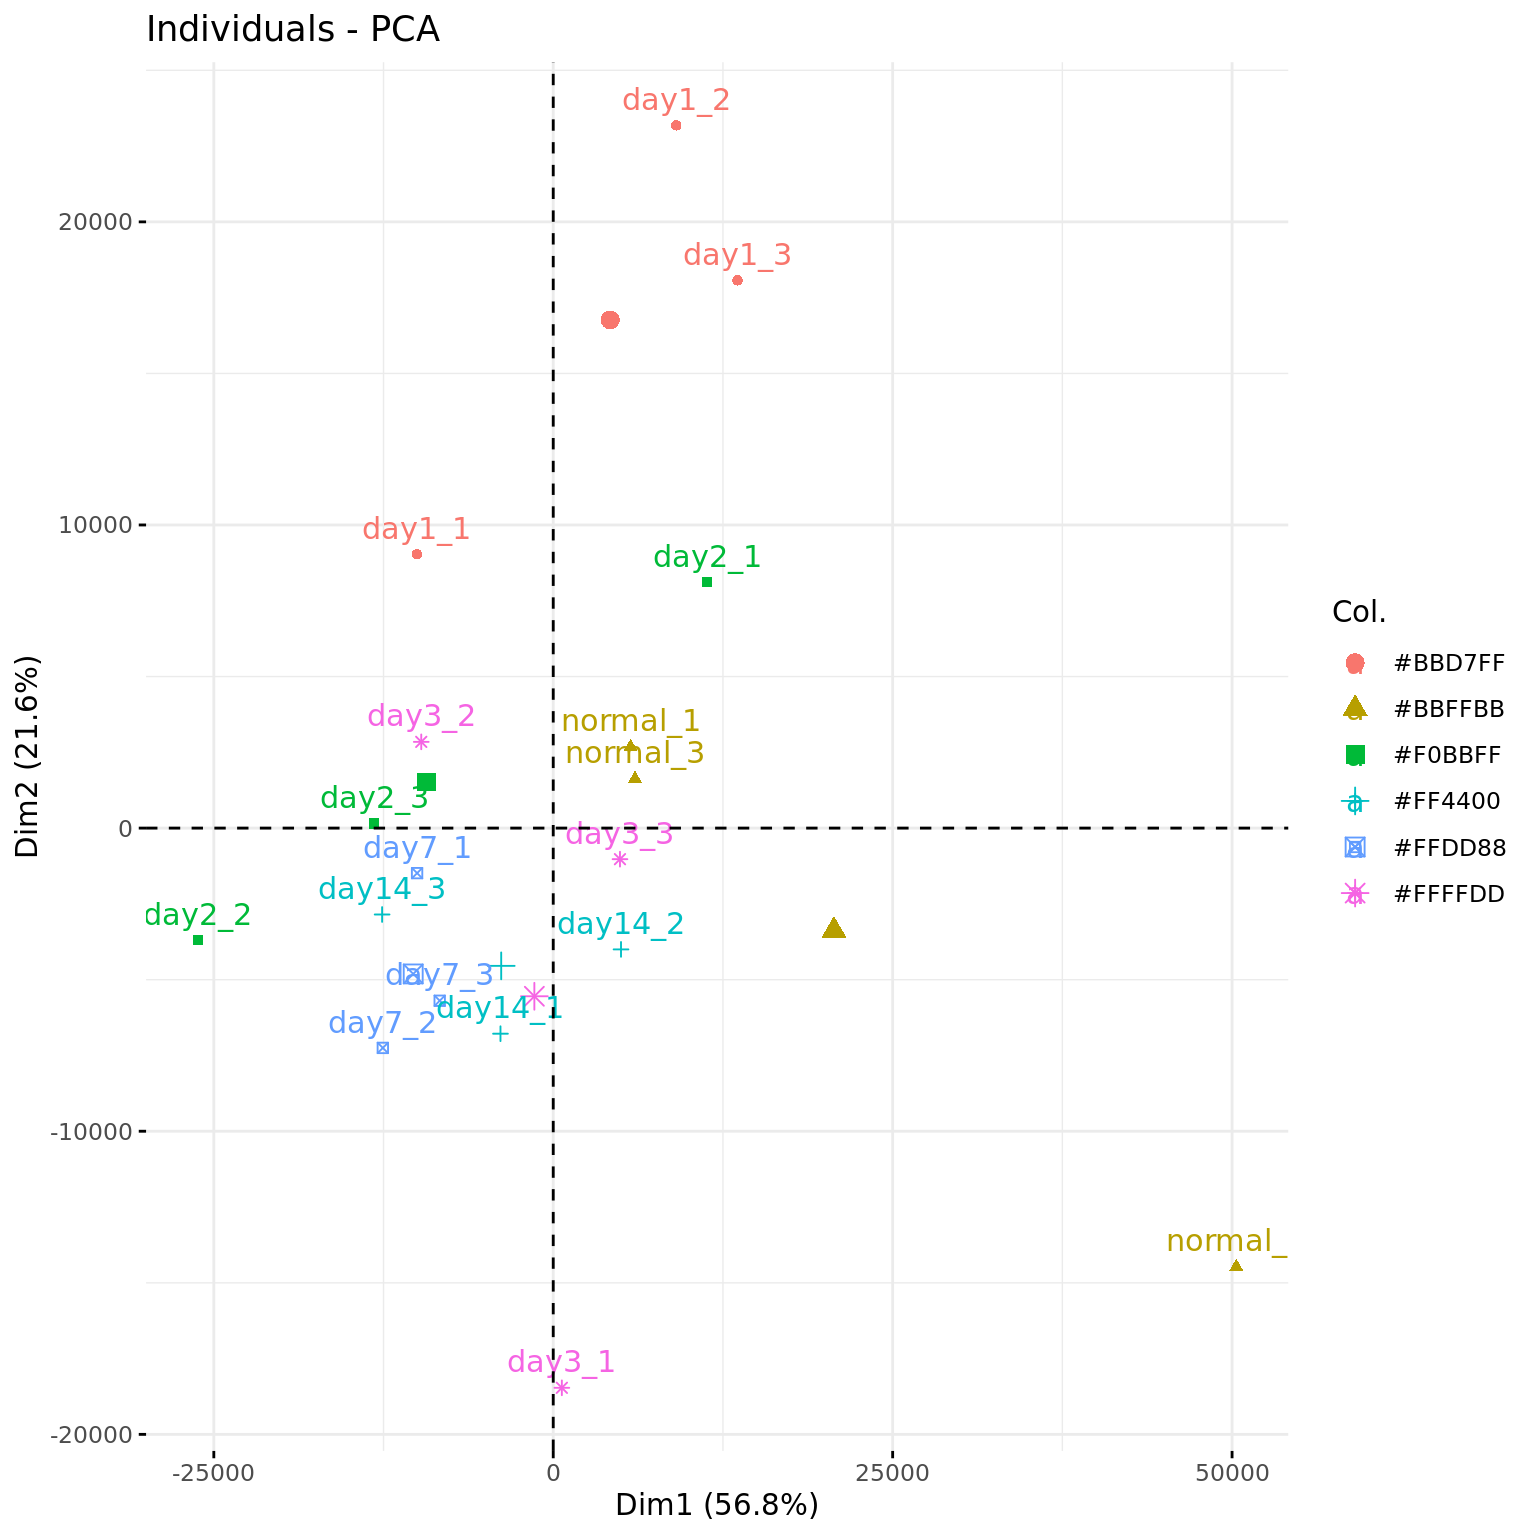 Individuals - PCA
day1_2
20000
day1_3
10000
day1_1
day2_1
Col.
#BBD7FF
day3_2
normal_1
#BBFFBB
normal_3
Dim2 (21.6%)
#F0BBFF
day2_3
#FF4400
0
day3_3
day7_1
#FFDD88
day14_3
#FFFFDD
day2_2
day14_2
day7_3
day14_1
day7_2
-10000
normal_
day3_1
-20000
-25000
0
25000
50000
Dim1 (56.8%)